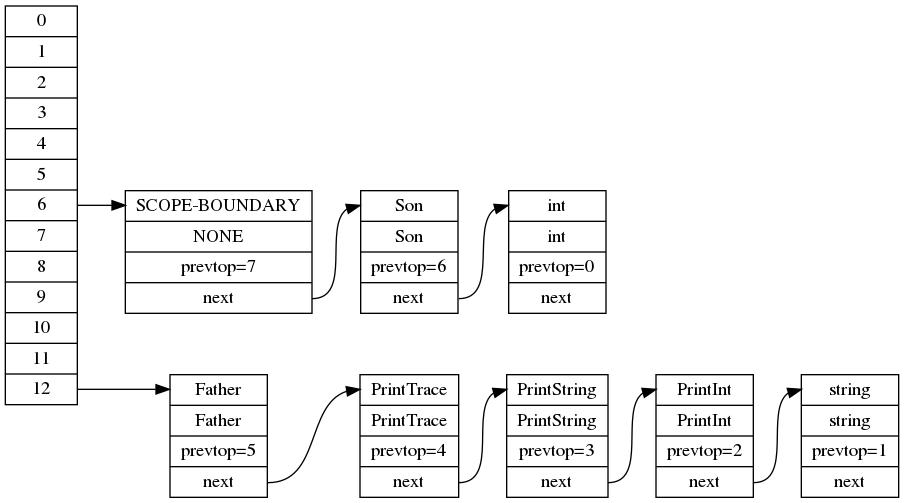 0
1
2
3
4
5
6
7
8
9
10
11
12
SCOPE-BOUNDARY
NONE
prevtop=7
next
Son
Son
prevtop=6
next
int
int
prevtop=0
next
Father
Father
prevtop=5
next
PrintTrace
PrintTrace
prevtop=4
next
PrintString
PrintString
prevtop=3
next
PrintInt
PrintInt
prevtop=2
next
string
string
prevtop=1
next